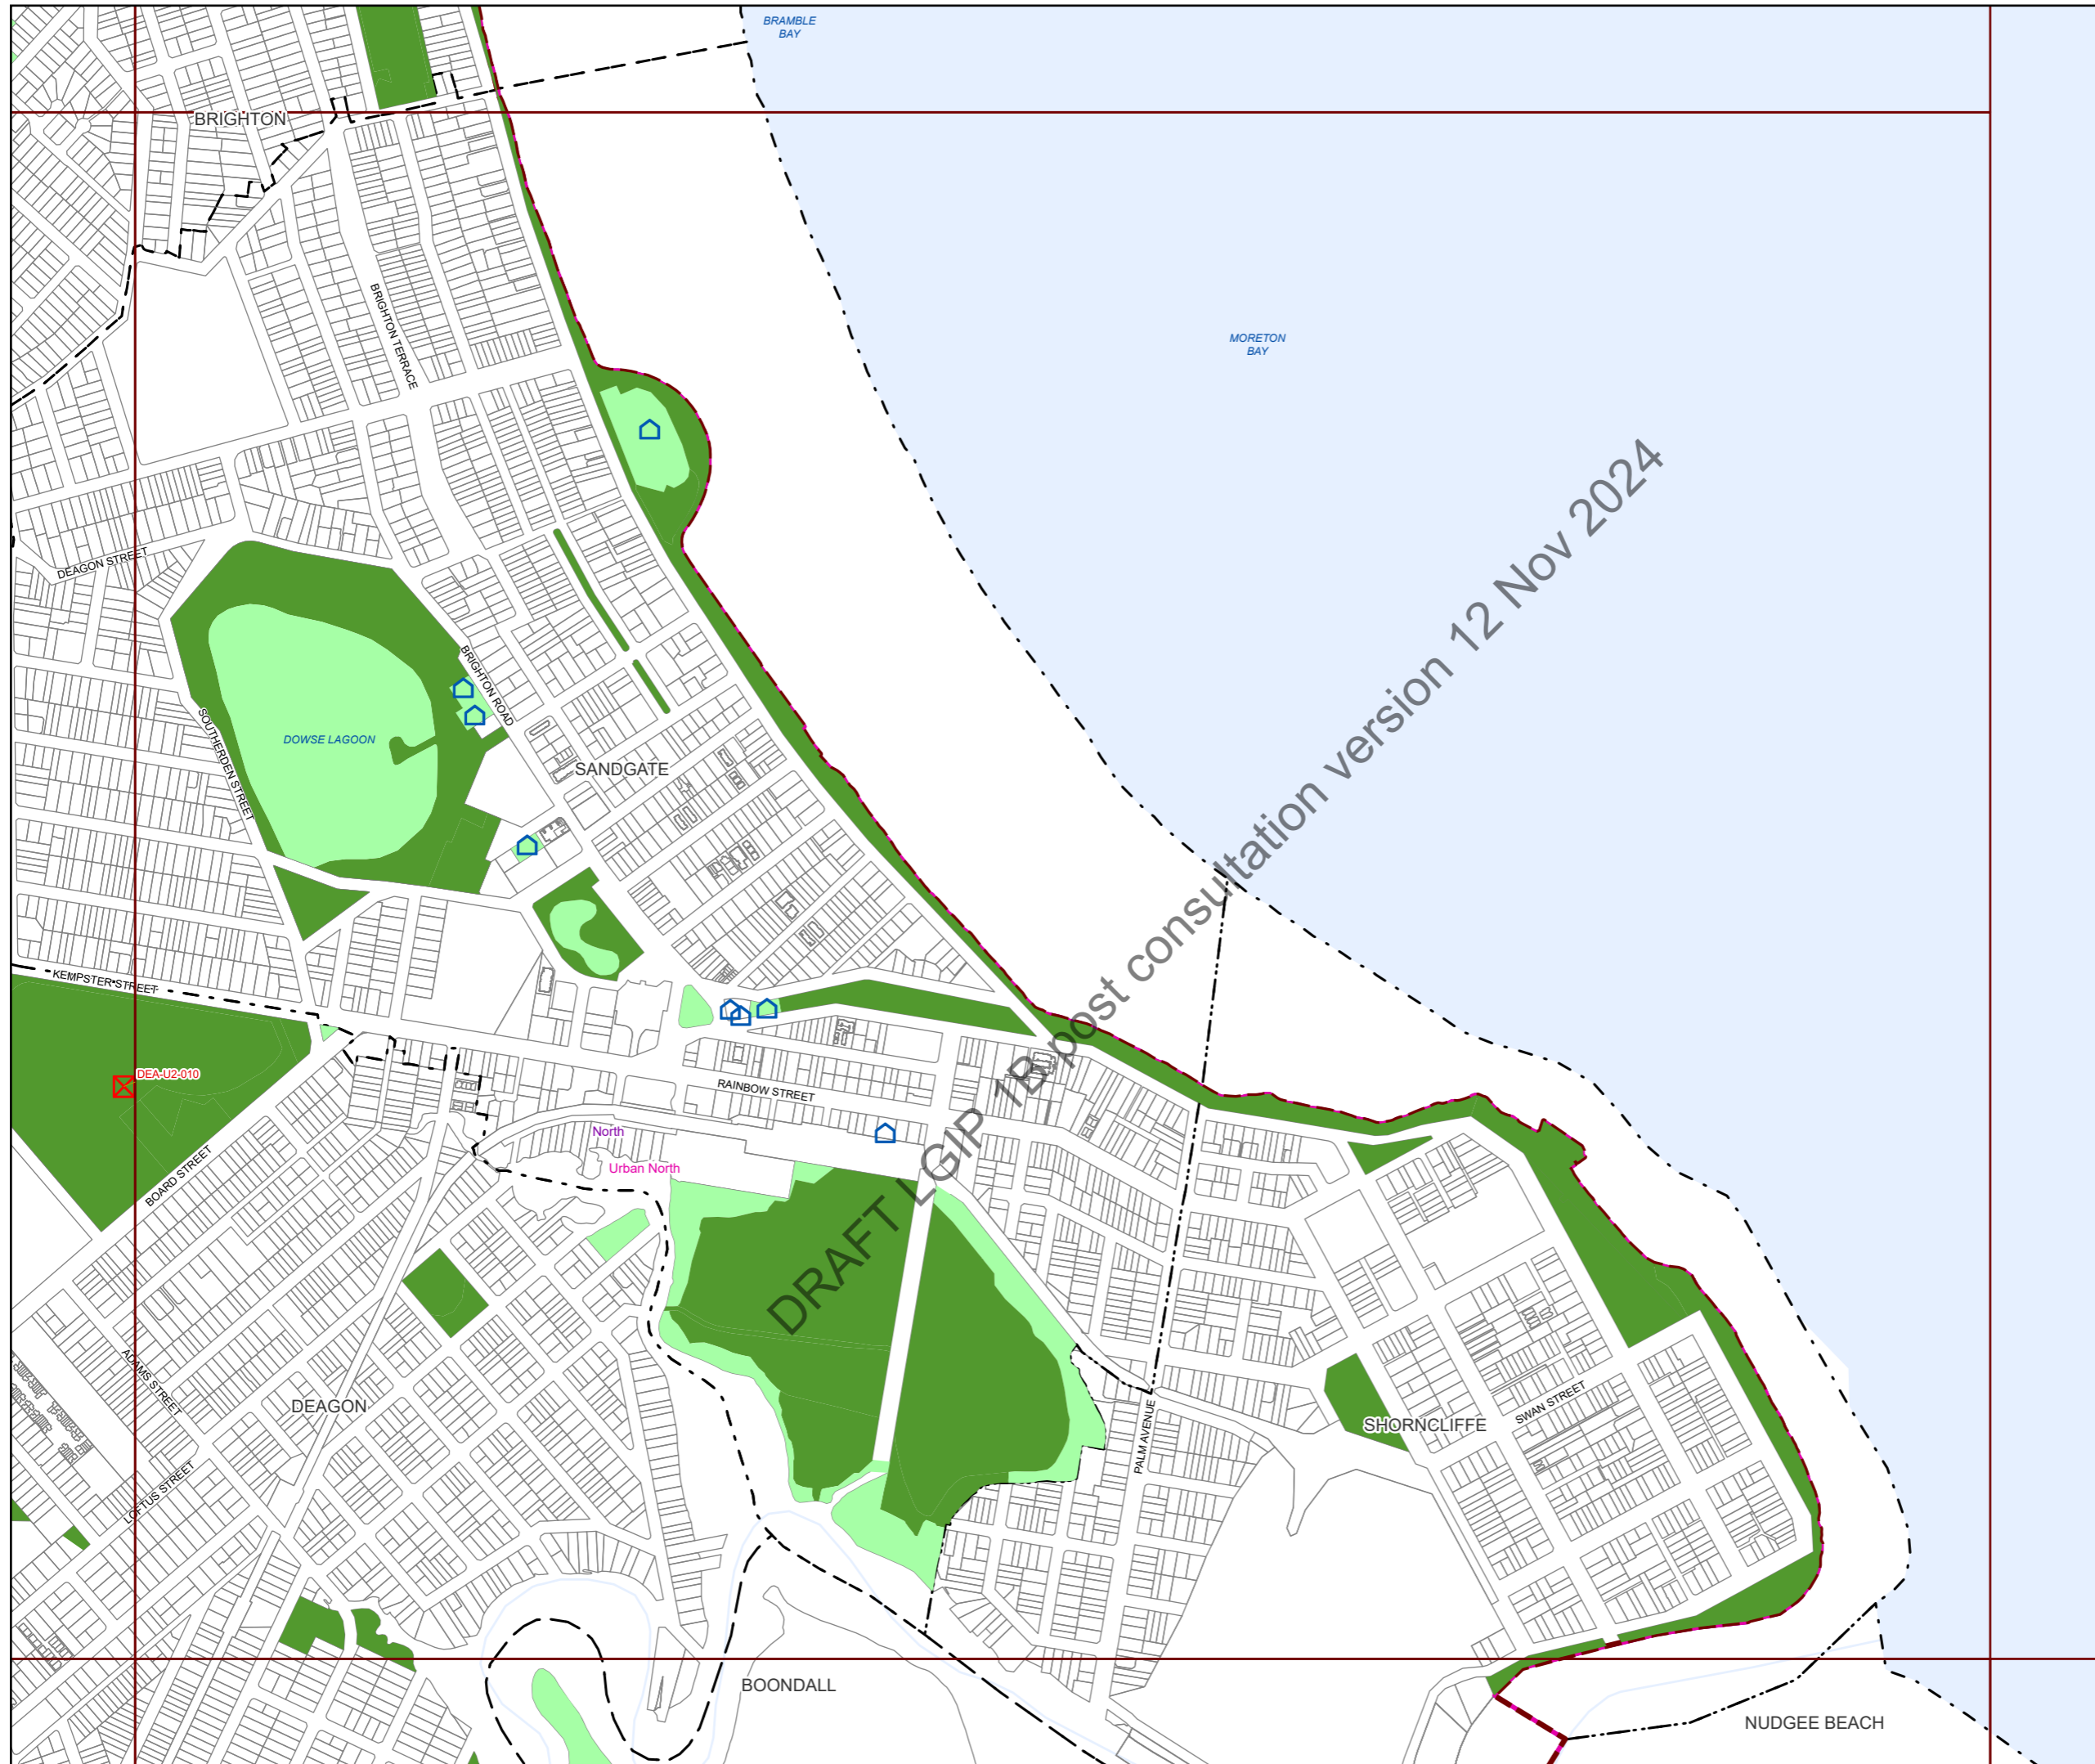 BRAMBLE
BAY
BRIGHTON
MORETON
BAY
BRIGHTON TERRACE
DEAGON STREET
BRIGHTON ROAD
SOUTHERDEN STREET
DOWSE LAGOON
SANDGATE
KEMPSTER STREET
DEA-U2-010
RAINBOW STREET
North
Urban North
BOARD STREET
DRAFT LGIP 1B post consultation version 12 Nov 2024
ADAMS STREET
DEAGON
PALM AVENUE
SWAN STREET
SHORNCLIFFE
LOFTUS STREET
BOONDALL
NUDGEE BEACH